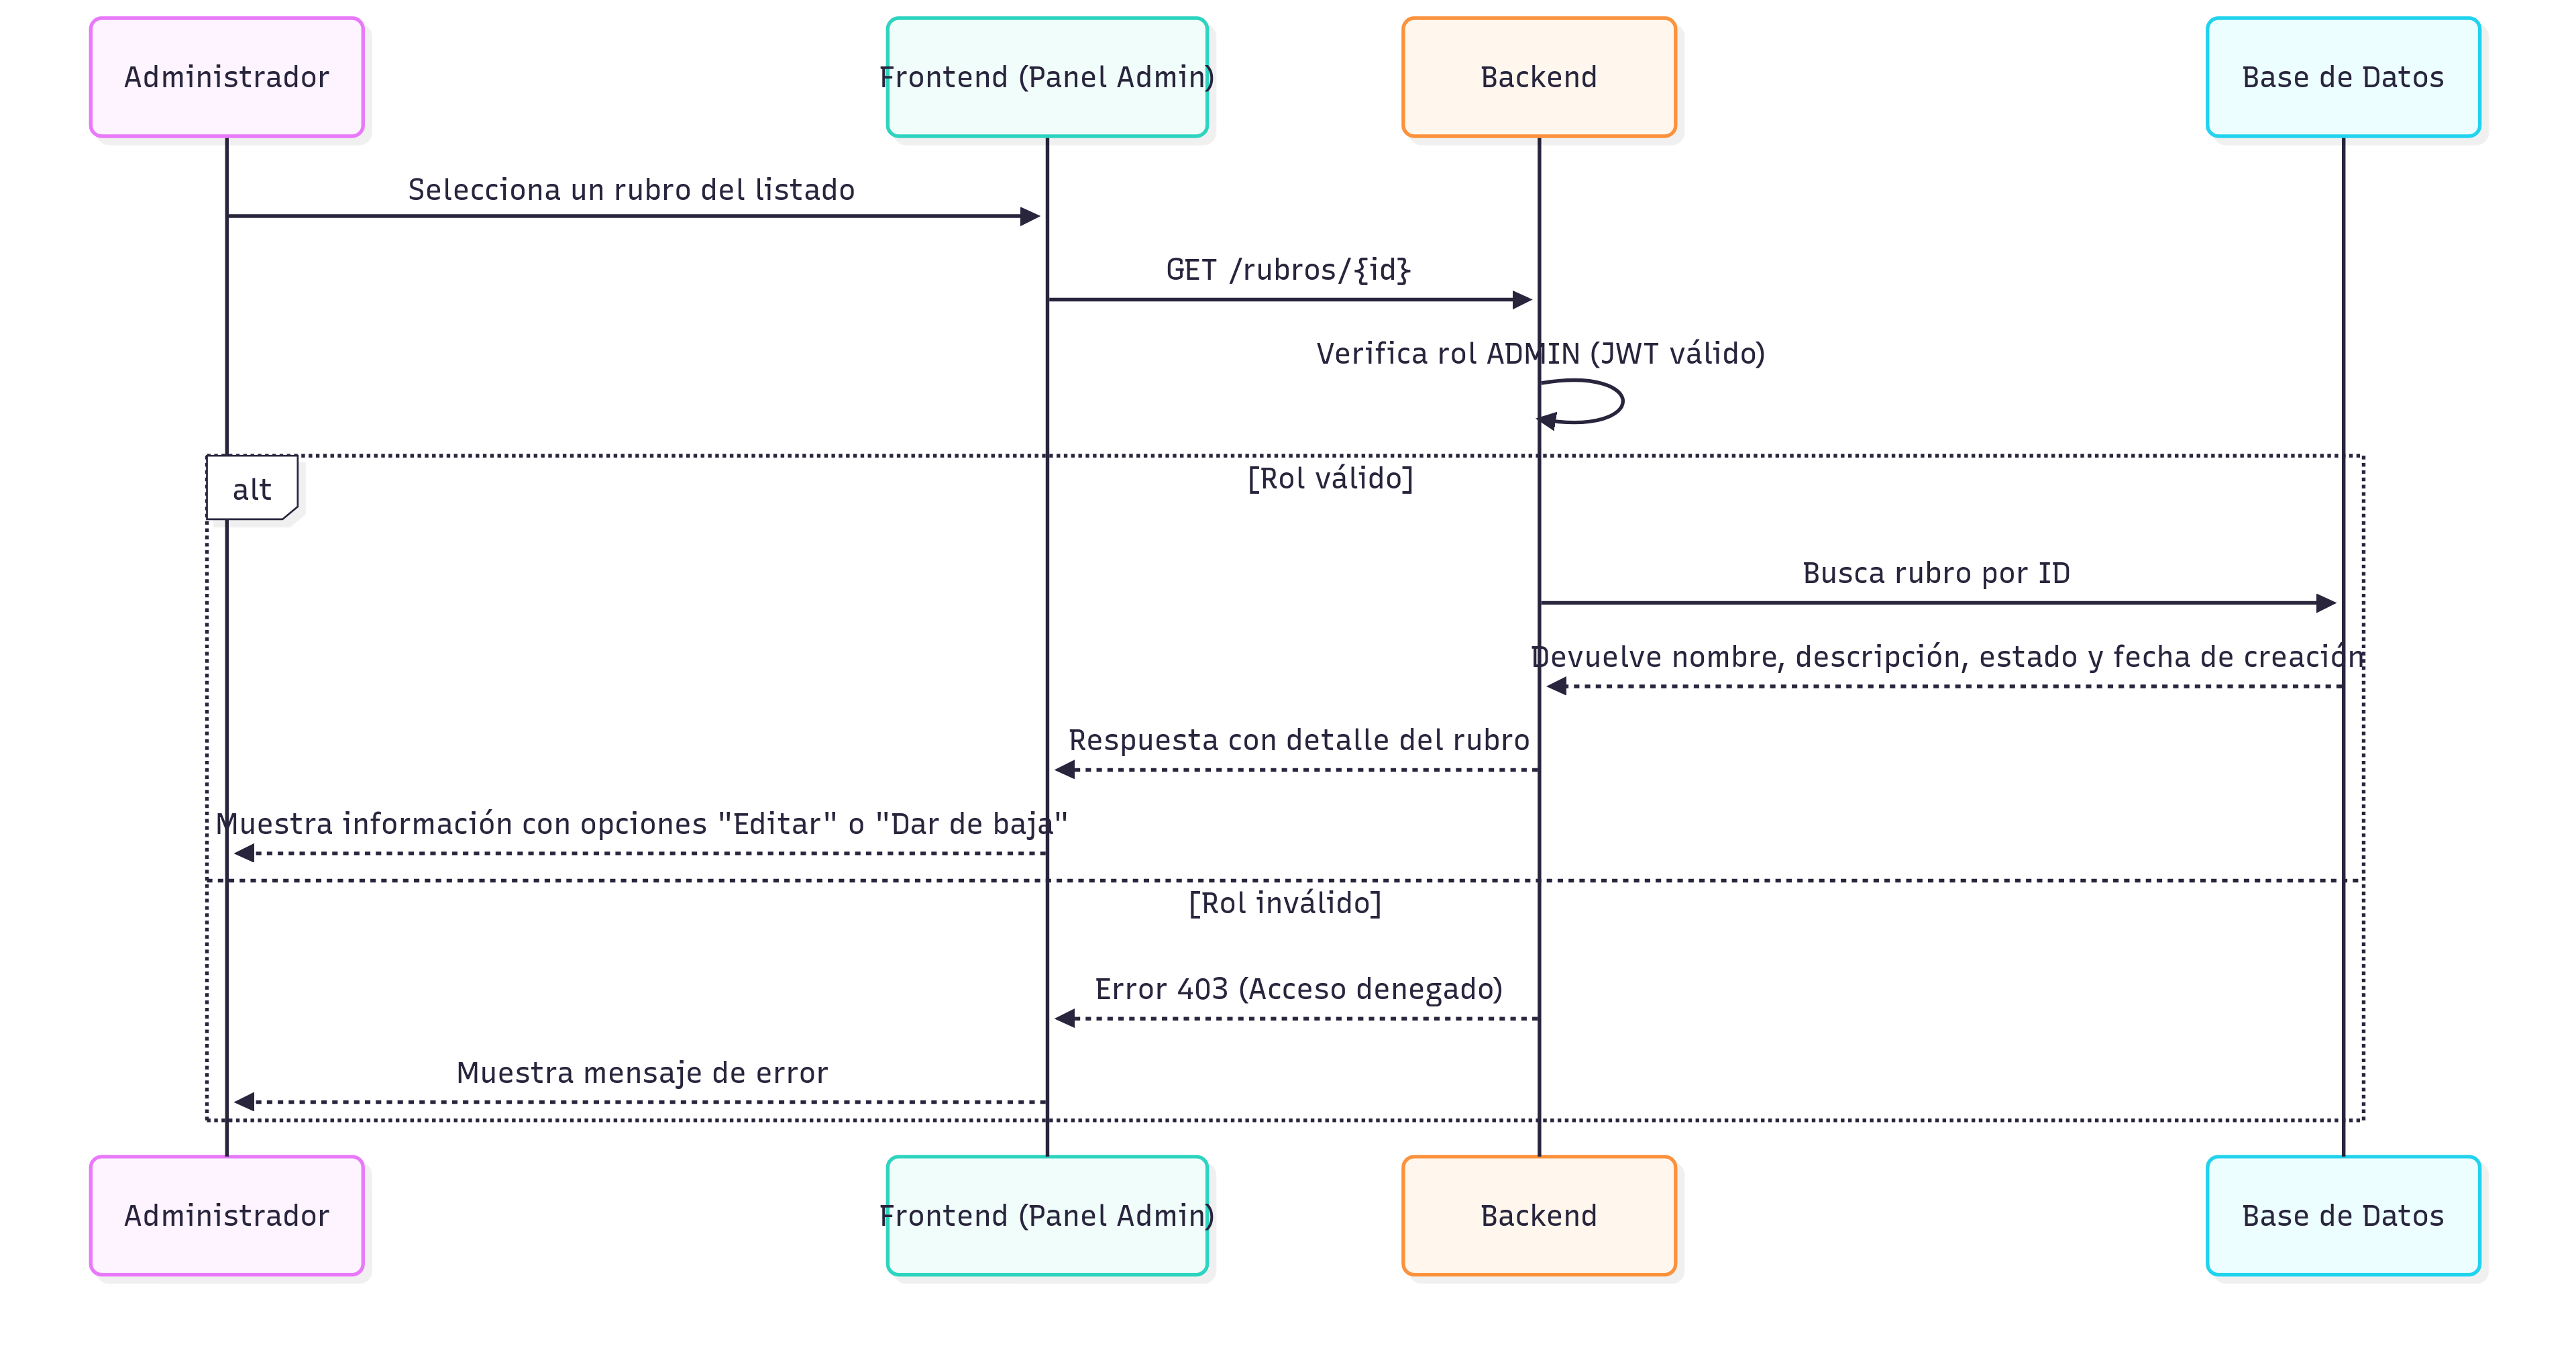 Administrador
Frontend (Panel Admin)
Backend
Base de Datos
Selecciona un rubro del listado
GET /rubros/{id}
Verifica rol ADMIN (JWT válido)
alt
[Rol válido]
Busca rubro por ID
Devuelve nombre, descripción, estado y fecha de creación
Respuesta con detalle del rubro
Muestra información con opciones "Editar" o "Dar de baja"
[Rol inválido]
Error 403 (Acceso denegado)
Muestra mensaje de error
Administrador
Frontend (Panel Admin)
Backend
Base de Datos